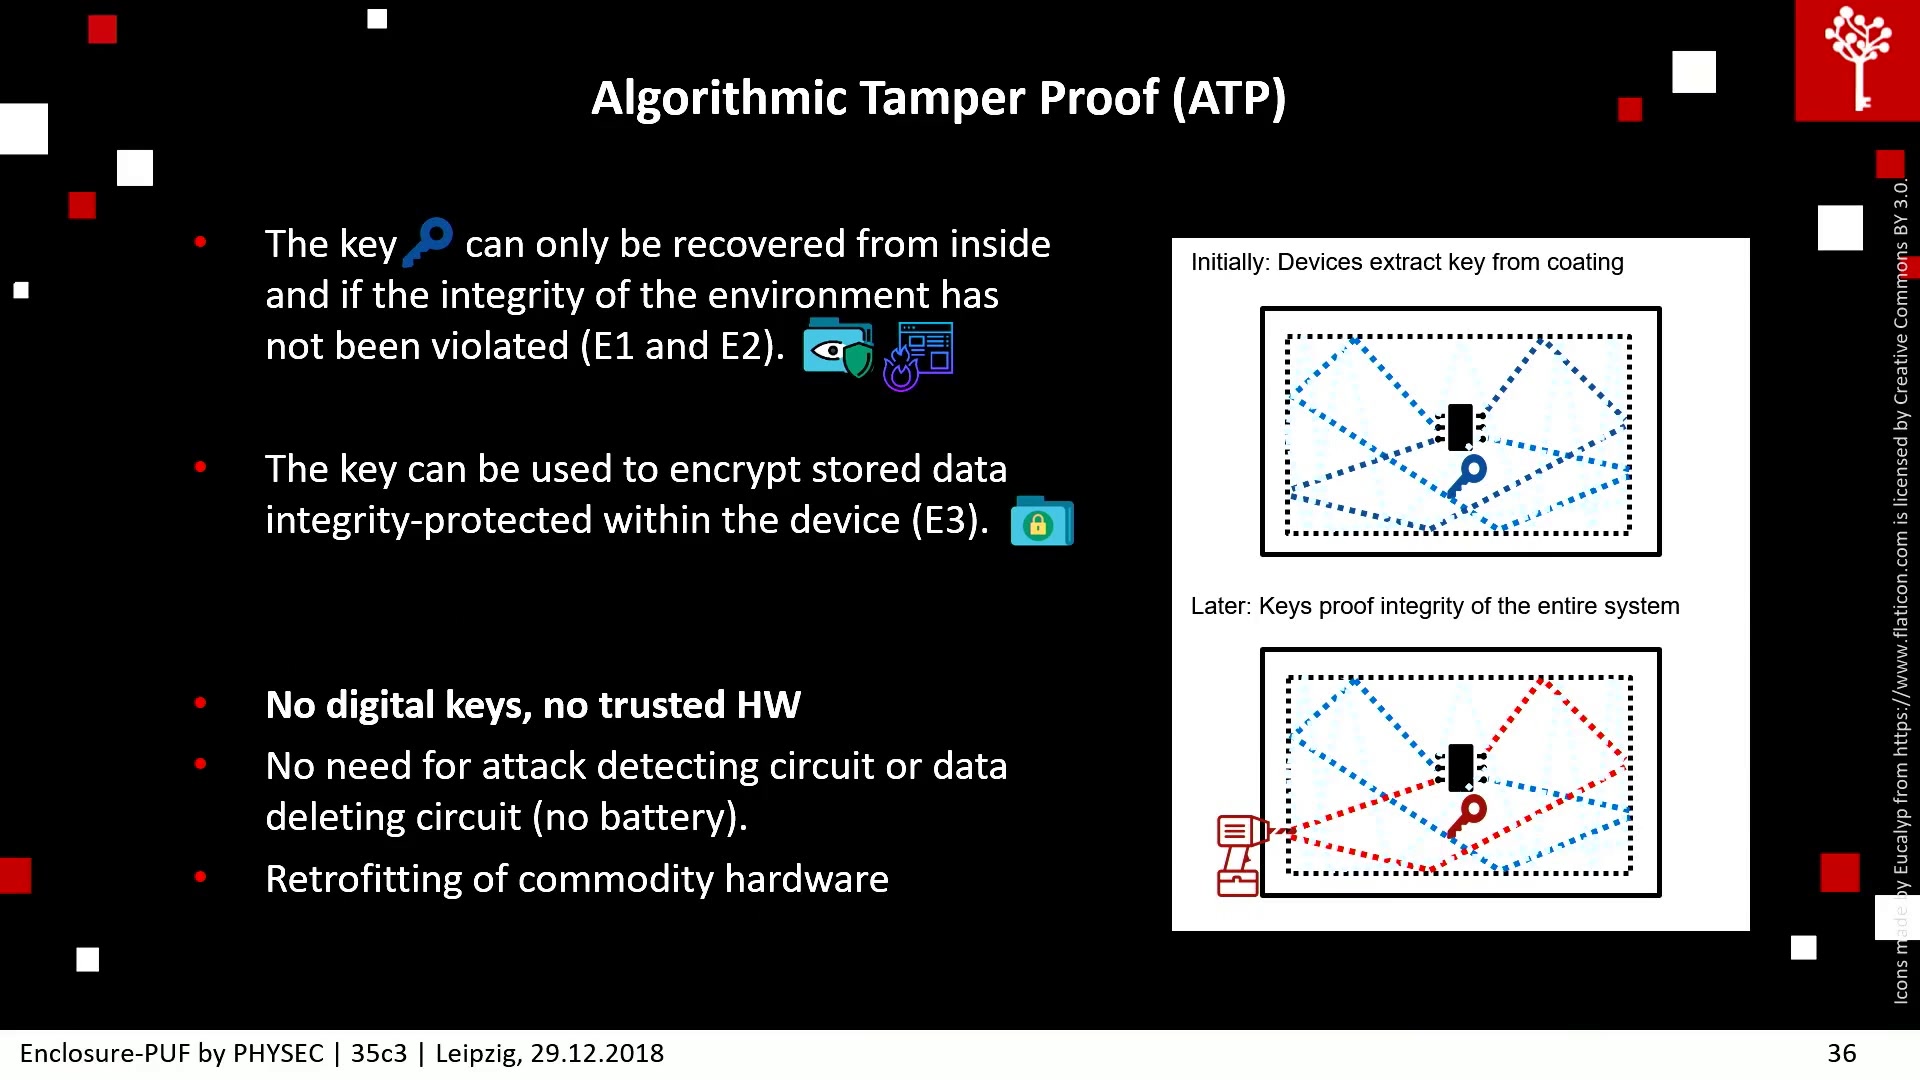 Algorithmic Tamper Proof (ATP)
The key can only be recovered from inside
and if the integrity of the environment has
not been violated (E1 and E2).
The key can be used to encrypt stored data
integrity-protected within the device (E3).
No digital keys, no trusted HW
No need for attack detecting circuit or data
deleting circuit (no battery).
Retrofitting of commodity hardware
Initially: Devices extract key from coating
Later: Keys proof integrity of the entire system
Icons made by Eucalyp from https://www.flaticon.com is licensed by Creative Commons BY 3.0.
Enclosure-PUF by PHYSEC | 35c3 | Leipzig, 29.12.2018
36